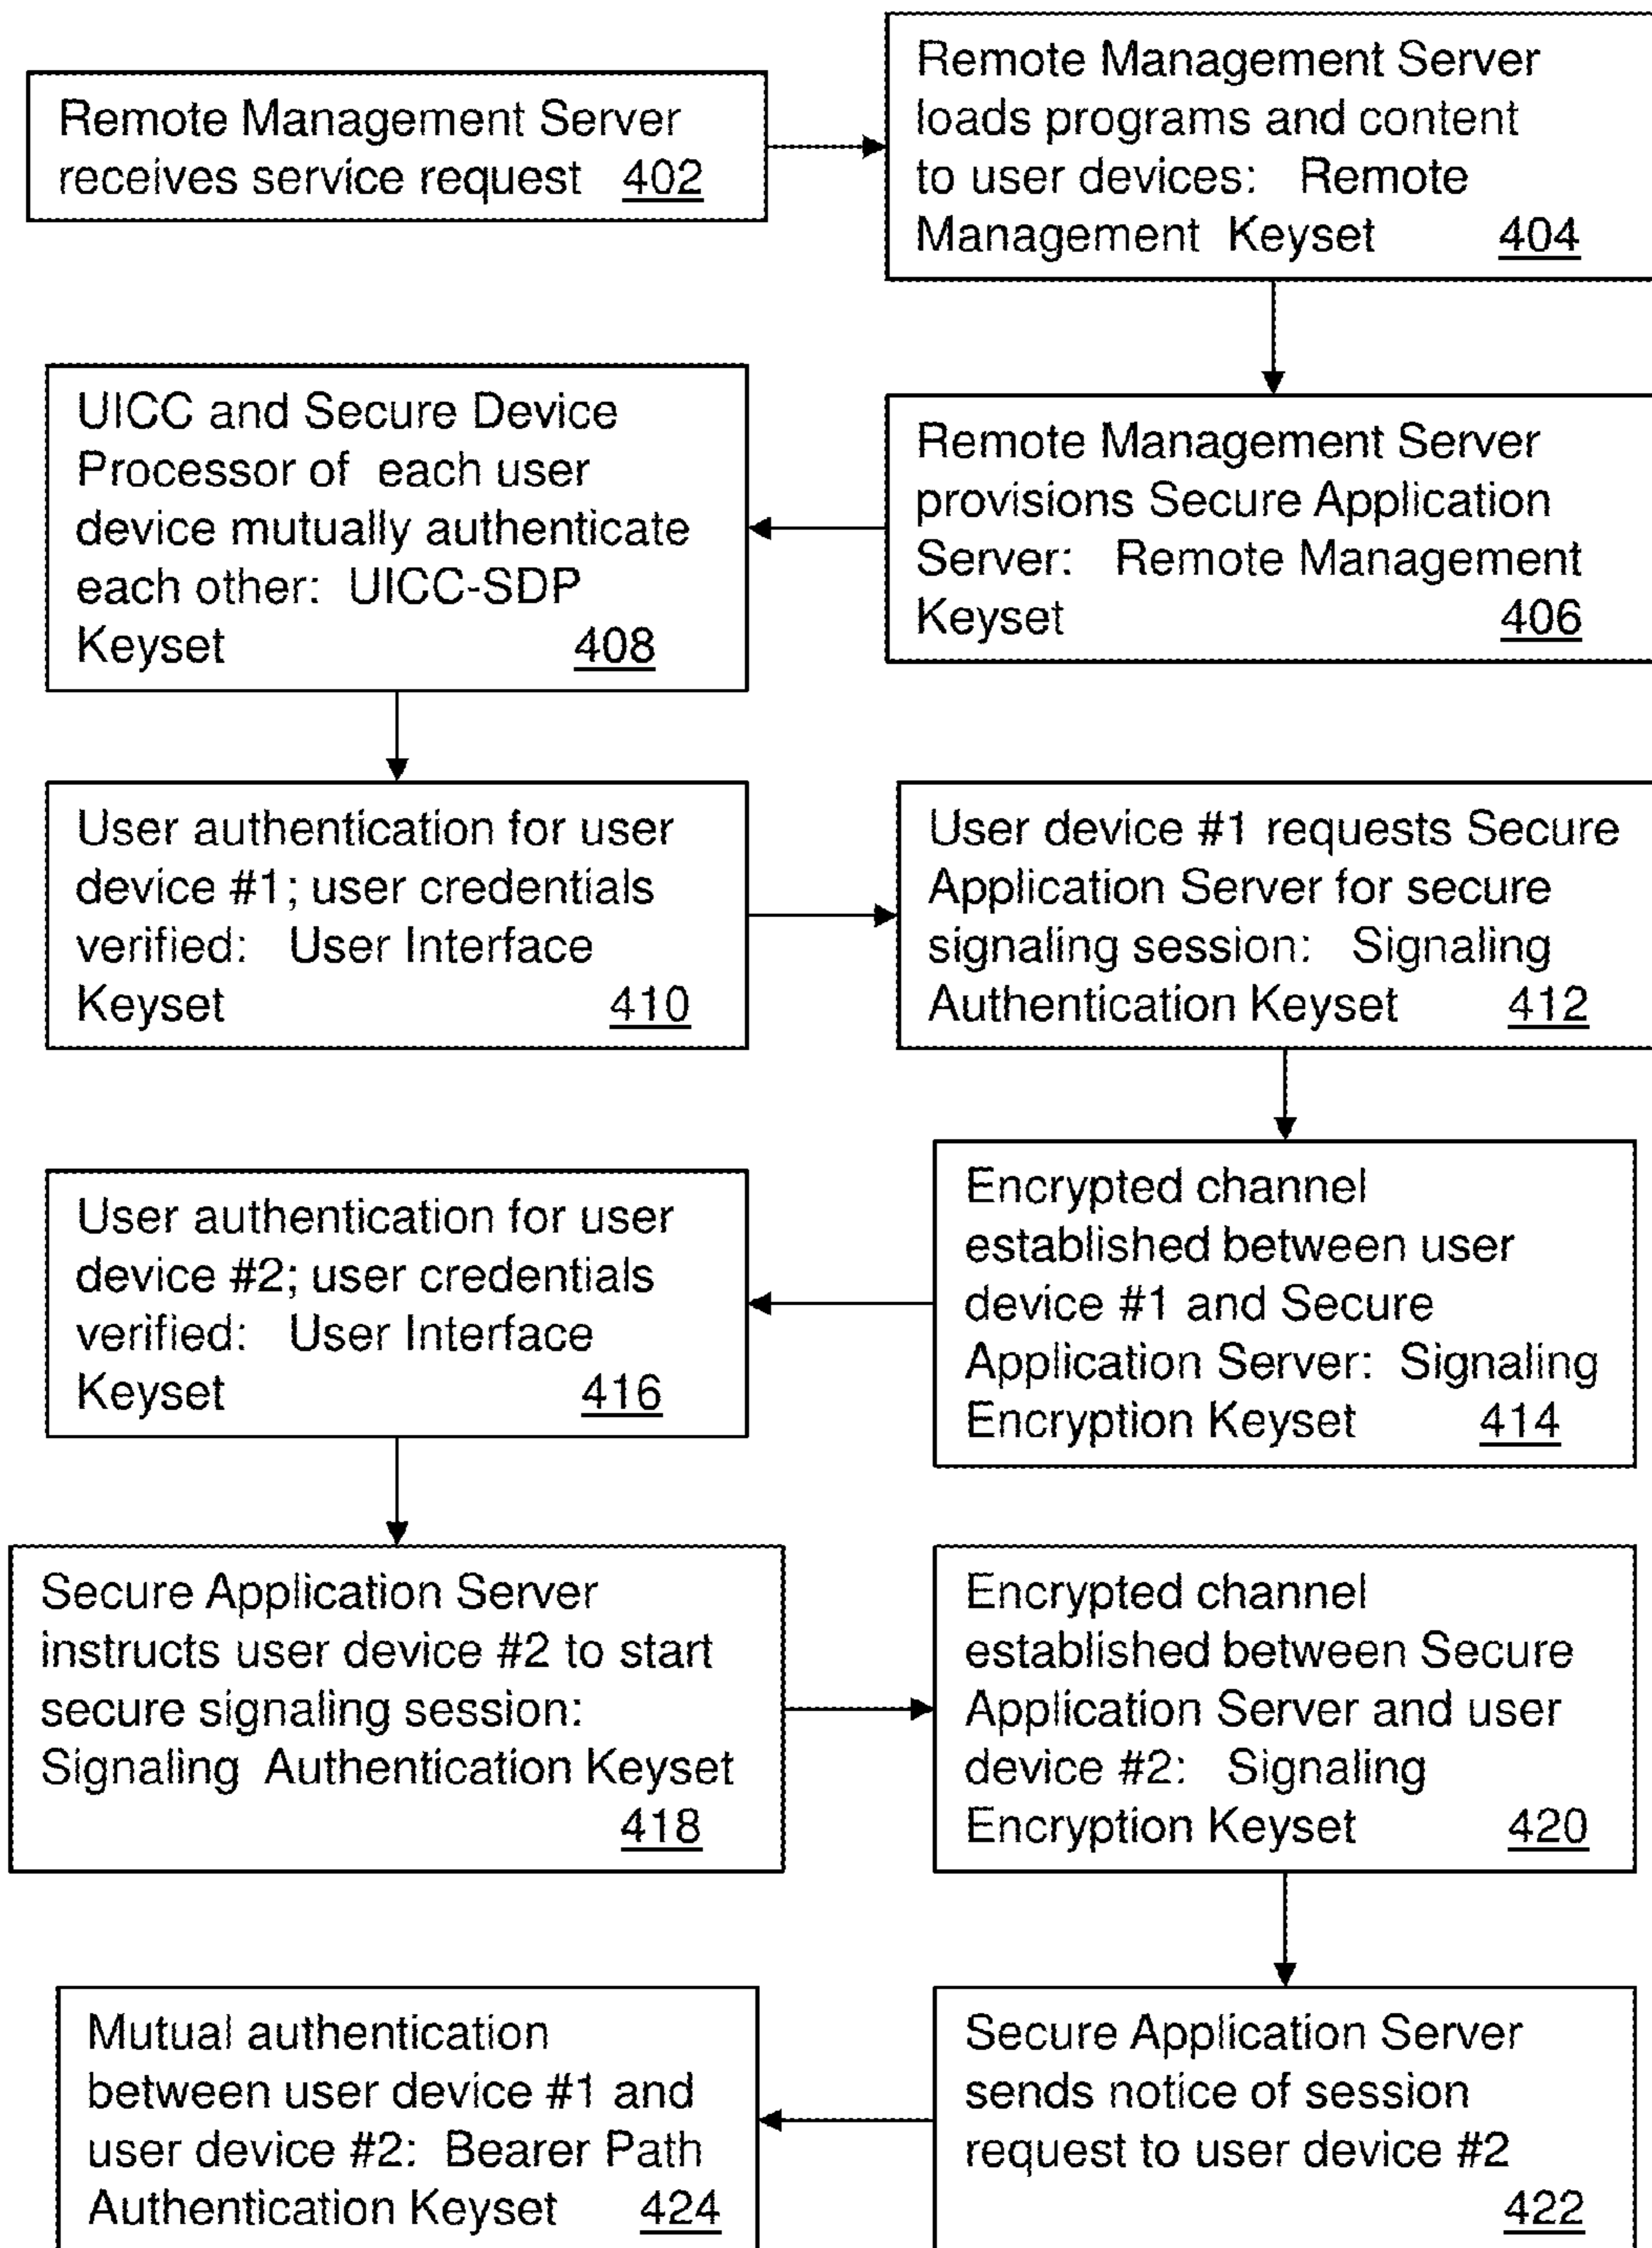 Remote Management Server
receives service request 402
Remote Management Server
loads programs and content
to user devices: Remote
Management Keyset 404
Remote Management Server
provisions Secure Application
Server: Remote Management
Keyset 406
UICC and Secure Device
Processor of each user
device mutually authenticate
each other: UICC-SDP
Keyset 408
User authentication for user
device #1; user credentials
verified: User Interface
Keyset 410
User device #1 requests Secure
Application Server for secure
signaling session: Signaling
Authentication Keyset 412
Encrypted channel
established between user
device #1 and Secure
Application Server: Signaling
Encryption Keyset 414
User authentication for user
device #2; user credentials
verified: User Interface
Keyset 416
Secure Application Server
instructs user device #2 to start
secure signaling session:
Signaling Authentication Keyset
418
Encrypted channel
established between Secure
Application Server and user
device #2: Signaling
Encryption Keyset 420
Secure Application Server
sends notice of session
request to user device #2
422
Mutual authentication
between user device #1 and
user device #2: Bearer Path
Authentication Keyset 424